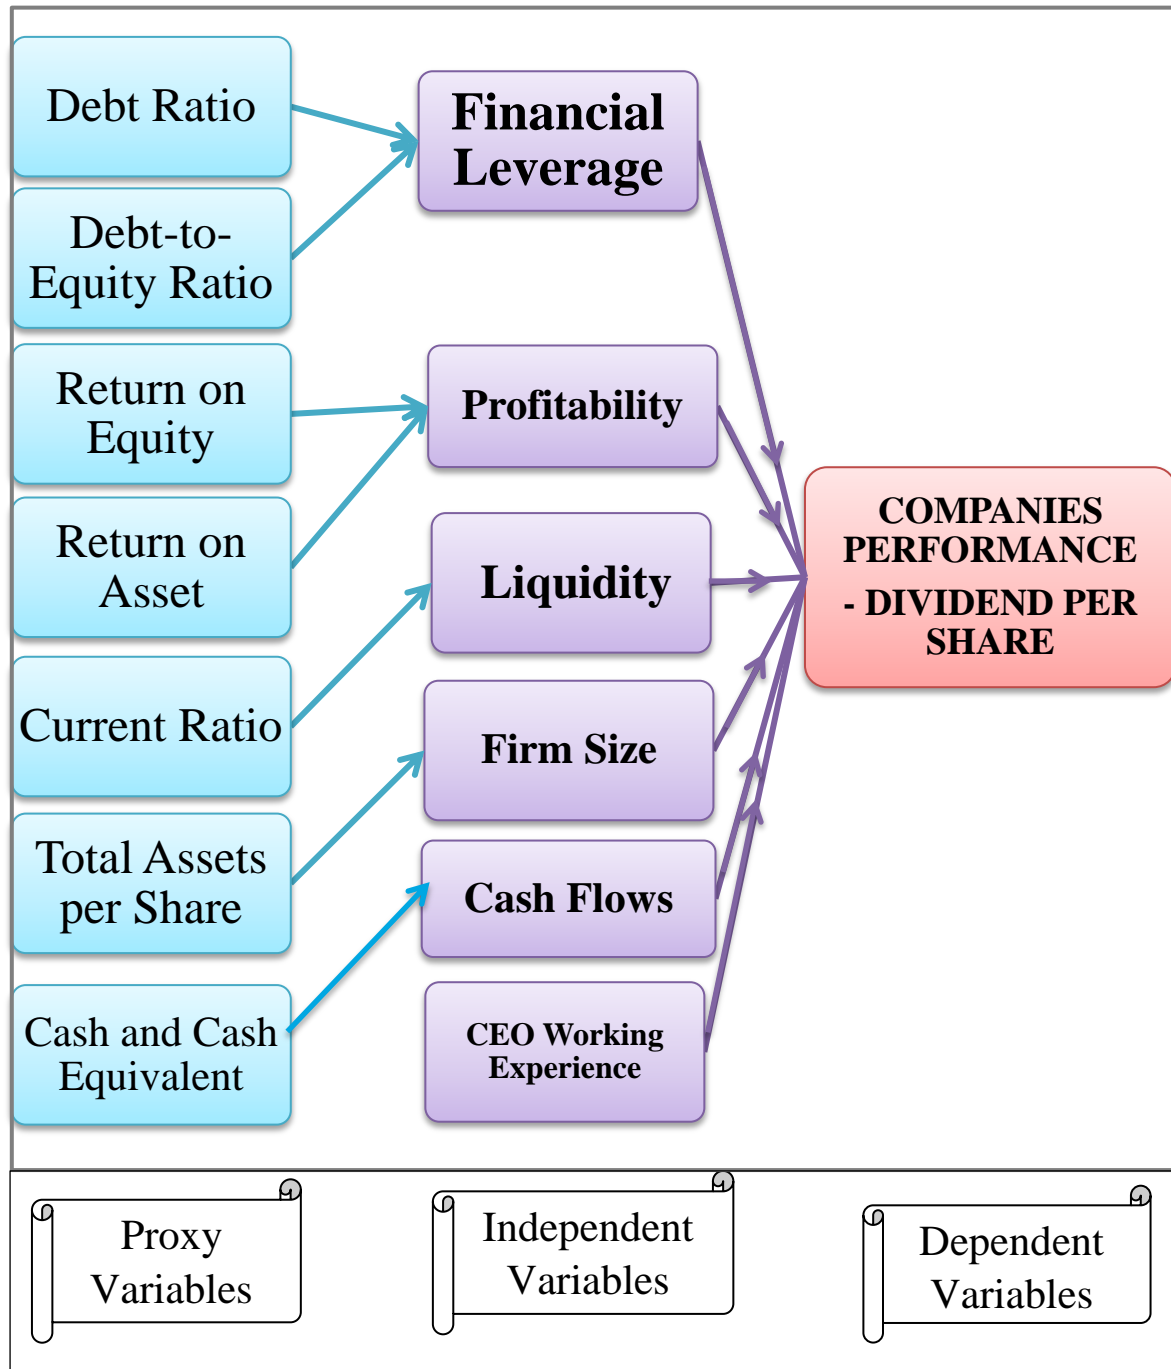 Debt Ratio
Debt-to-
Equity Ratio
Return on
Equity
Return on
Asset
Current Ratio
Total Assets
per Share
Cash and Cash
Equivalent
Financial
Leverage
Profitability
Liquidity
Firm Size
Cash Flows
CEO Working
Experience
COMPANIES
PERFORMANCE
- DIVIDEND PER
SHARE
Proxy
Variables
Independent
Variables
Dependent
Variables